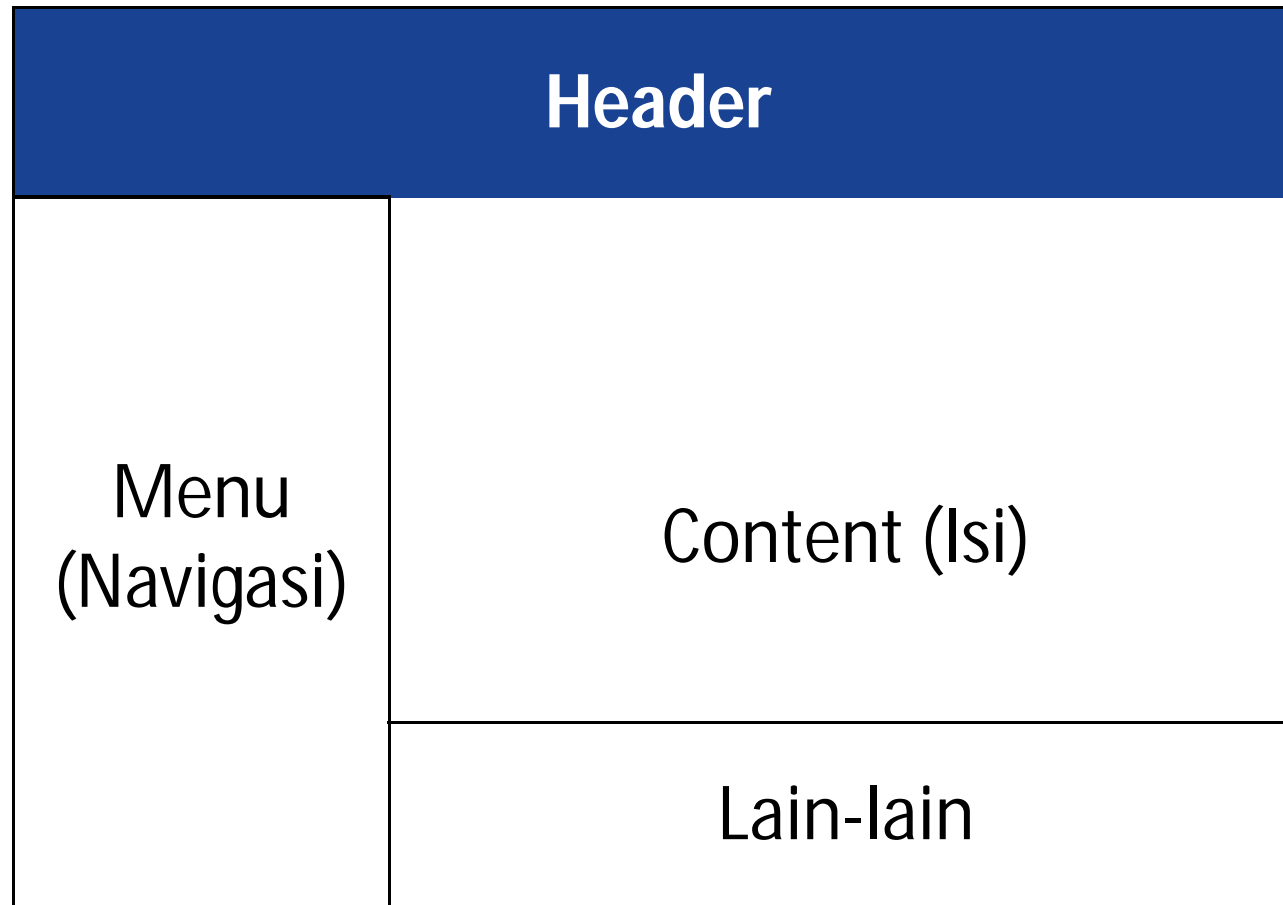 Header
Menu
(Navigasi)
Content (Isi)
Lain-lain